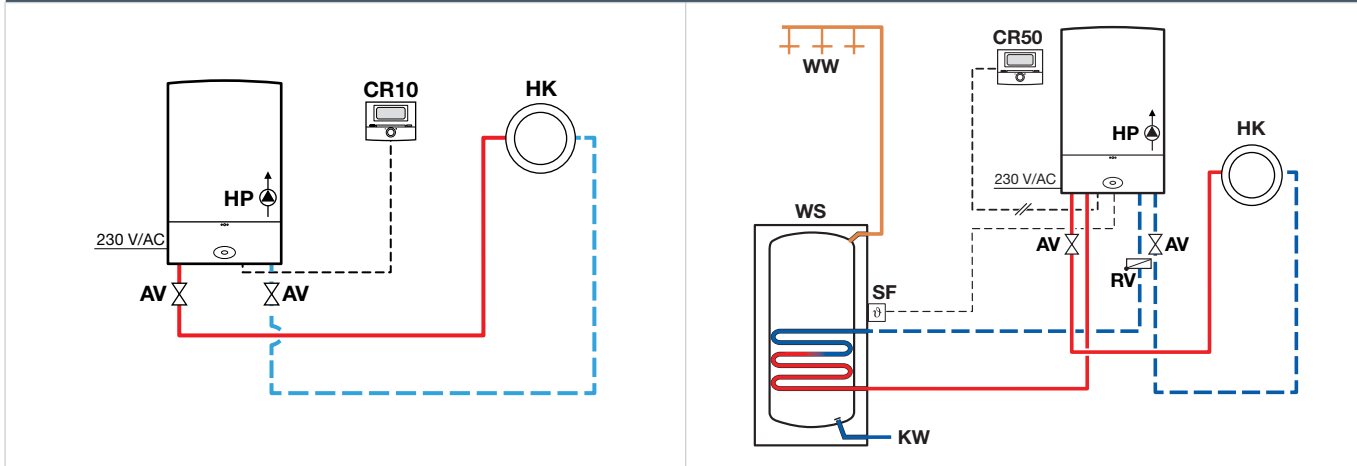 CR10
HK
HP
230 V/AC
AV
AV
WW
CR50
HP
HK
230 V/AC
WS
AV
AV
RV
SF
ϑ
KW